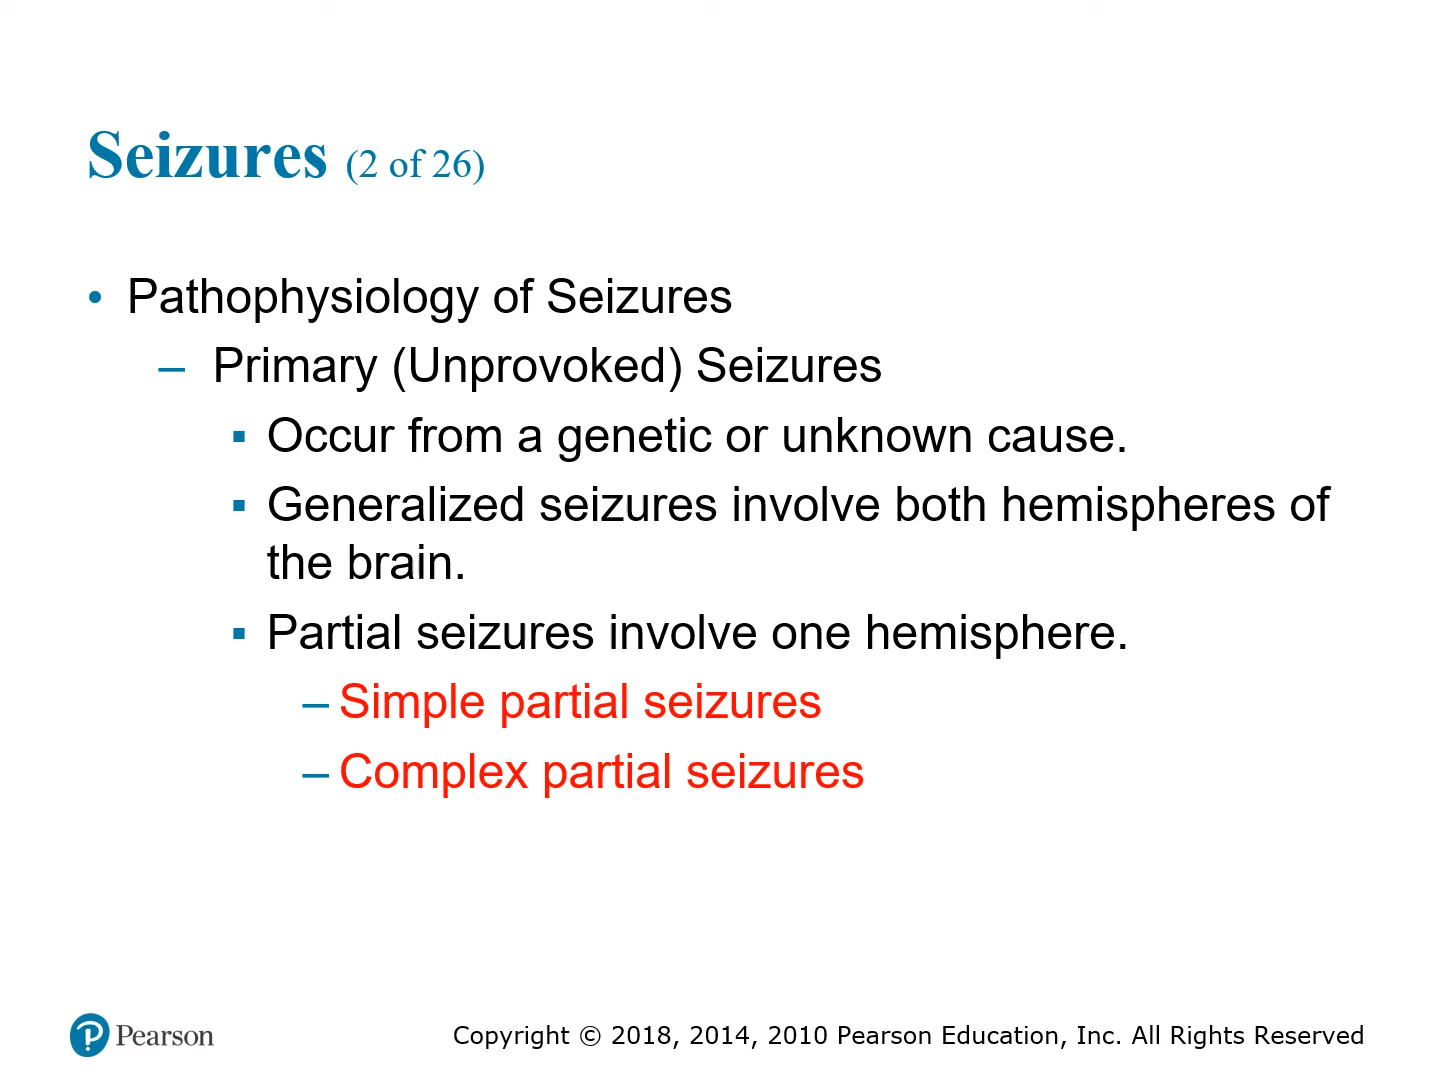 Seizures (2 of 26)
• Pathophysiology of Seizures
– Primary (Unprovoked) Seizures
▪ Occur from a genetic or unknown cause.
▪ Generalized seizures involve both hemispheres of
the brain.
▪ Partial seizures involve one hemisphere.
– Simple partial seizures
– Complex partial seizures
Pearson
Copyright © 2018, 2014, 2010 Pearson Education, Inc. All Rights Reserved